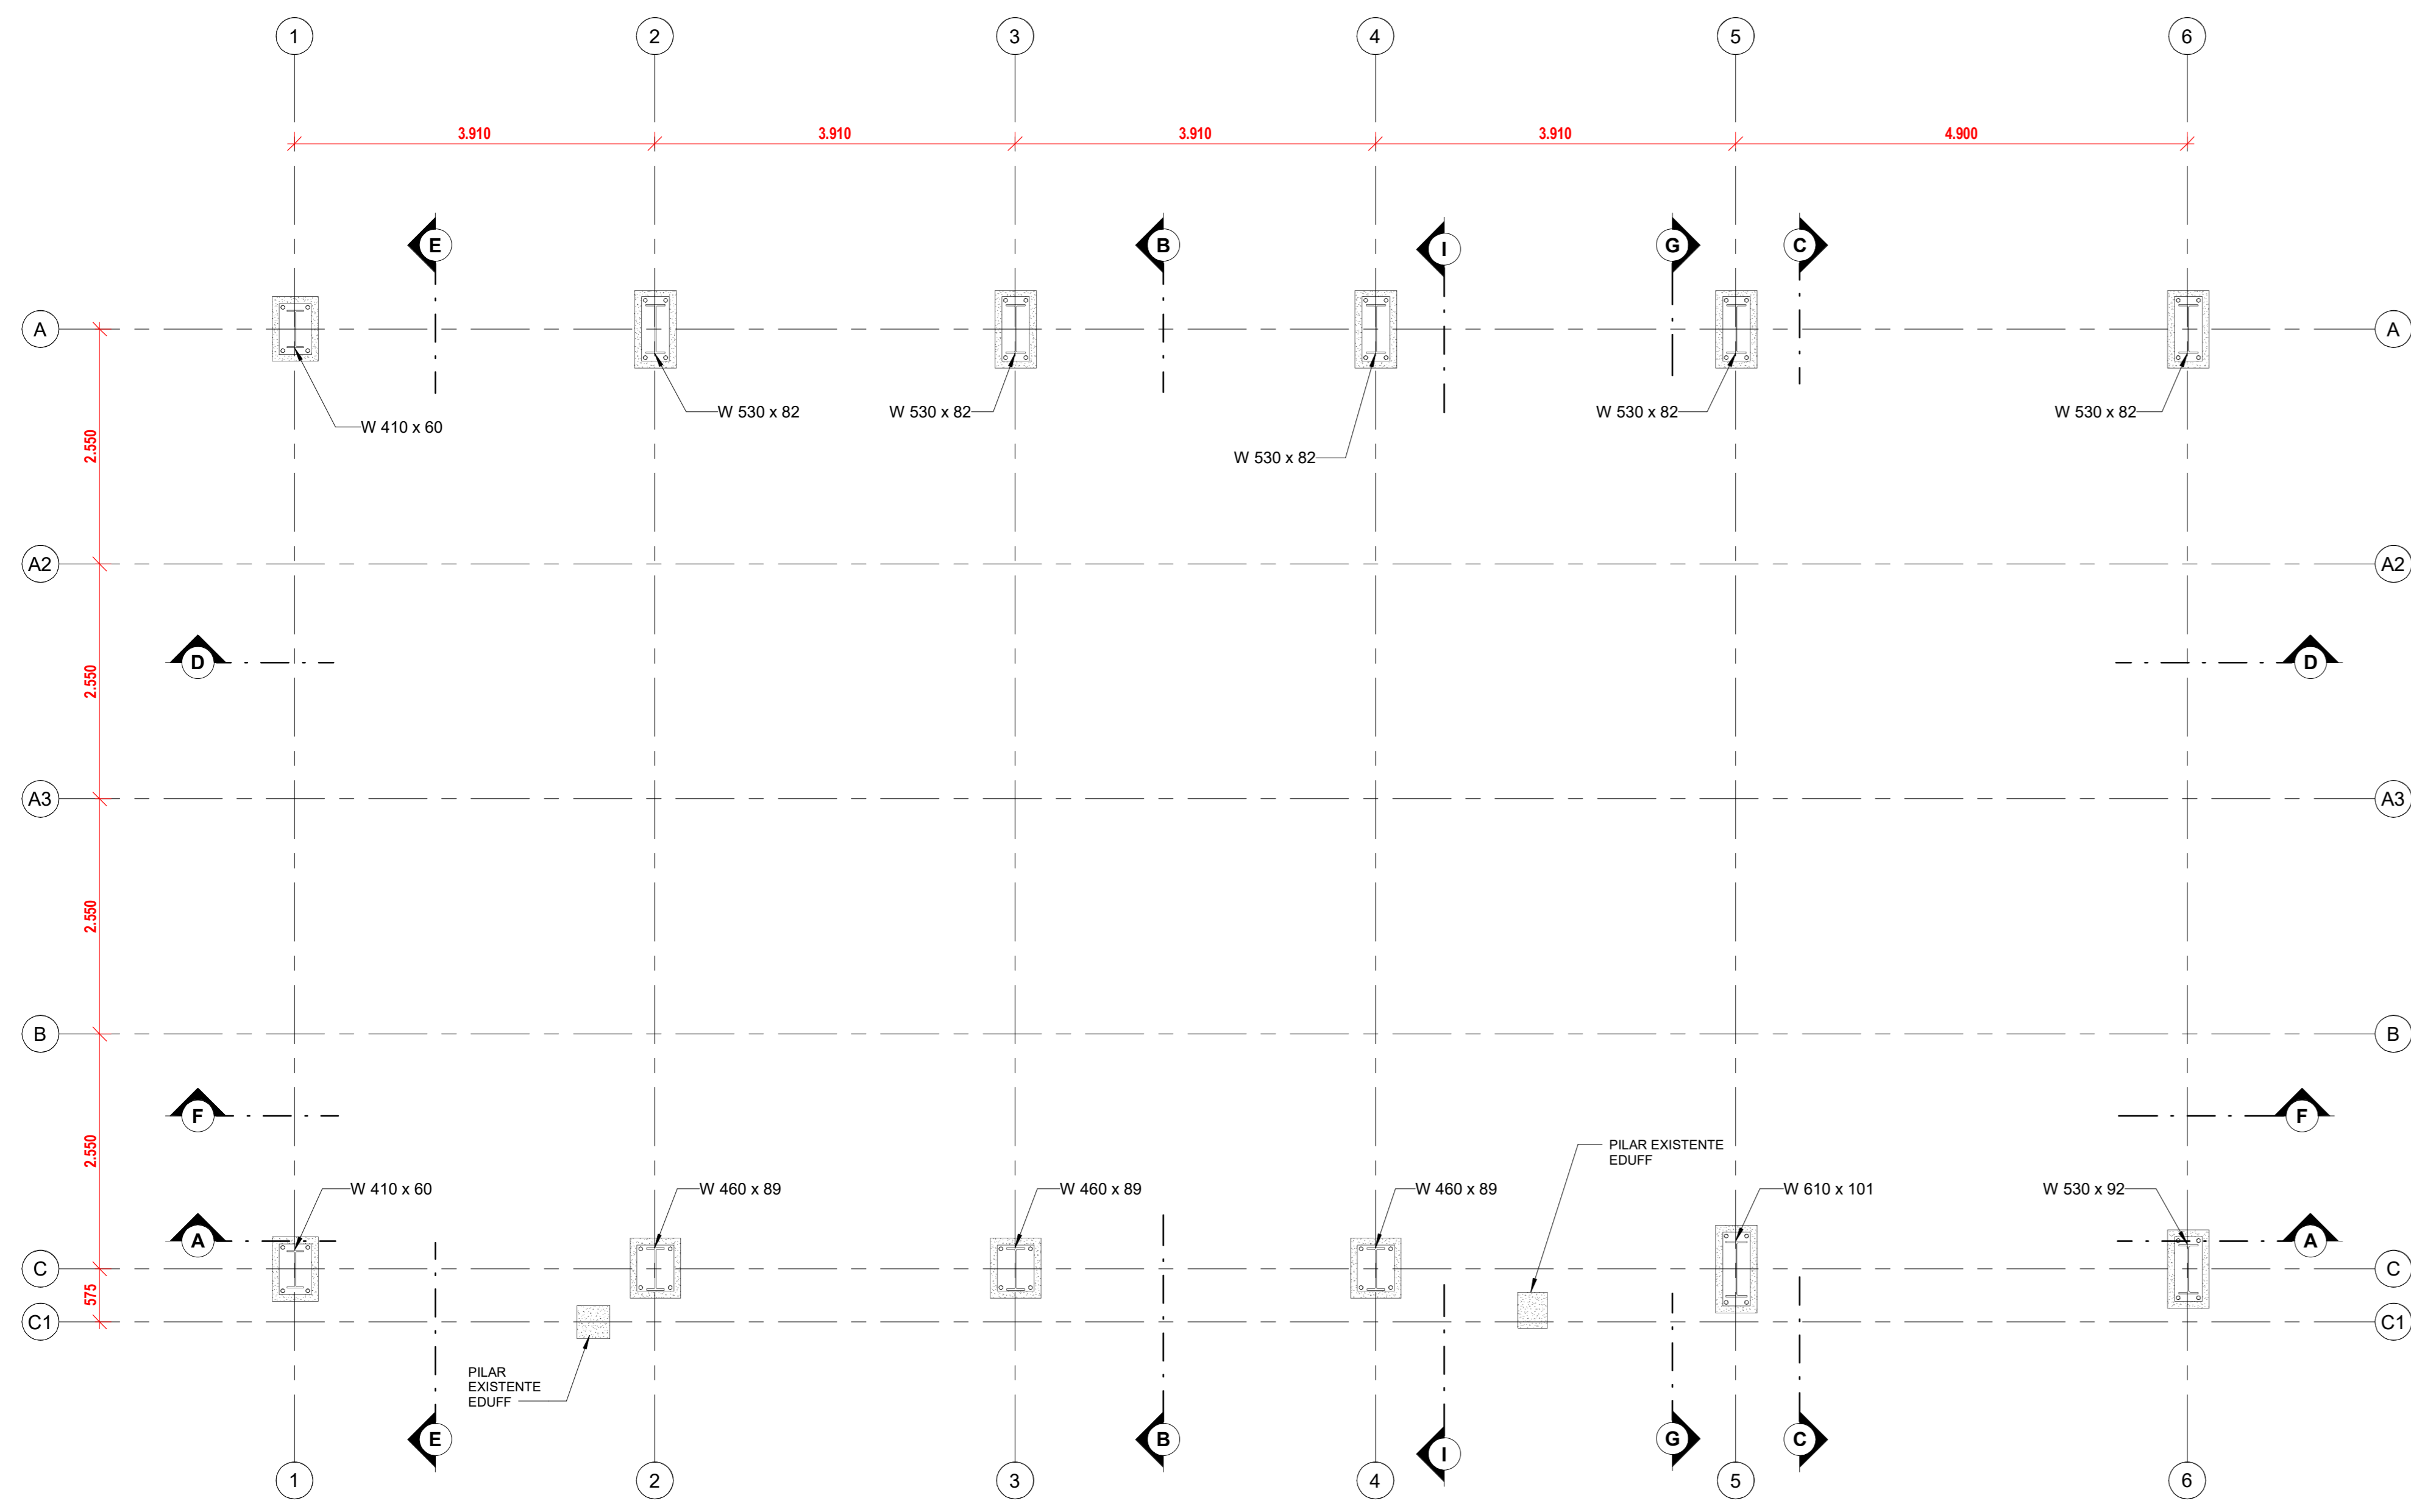 1 2 3 4 5 6
3.910 3.910 3.910 3.910 4.900
E B I G C
A A
W 410 x 60
W 530 x 82
W 530 x 82
W 530 x 82
W 530 x 82
W 530 x 82
2.550
A2 A2
D D
2.550
A3 A3
2.550
B B
F F
2.550
PILAR EXISTENTE
EDUFF
W 410 x 60
W 460 x 89
W 460 x 89
W 460 x 89
W 610 x 101
W 530 x 92
A A
C C
575
C1 C1
PILAR
EXISTENTE
EDUFF
E B I G C
1 2 3 4 5 6